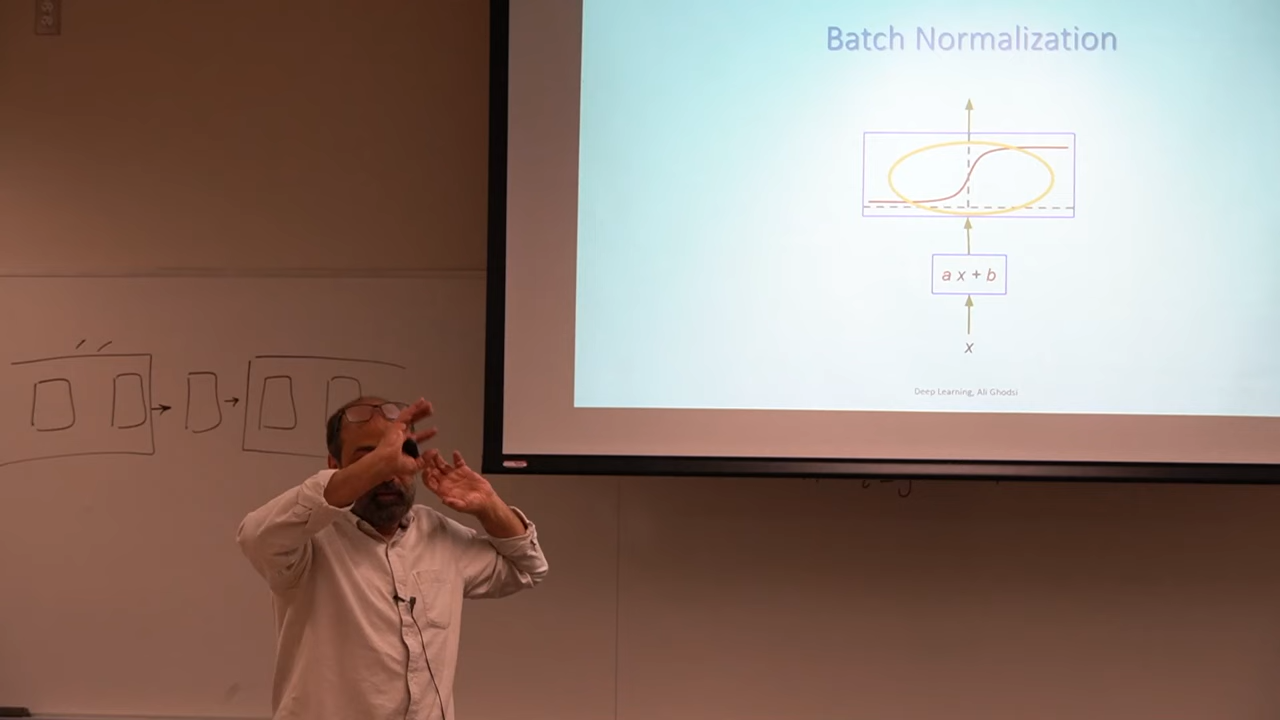 Batch Normalization
a x + b
x
Deep Learning, Ali Ghodsi